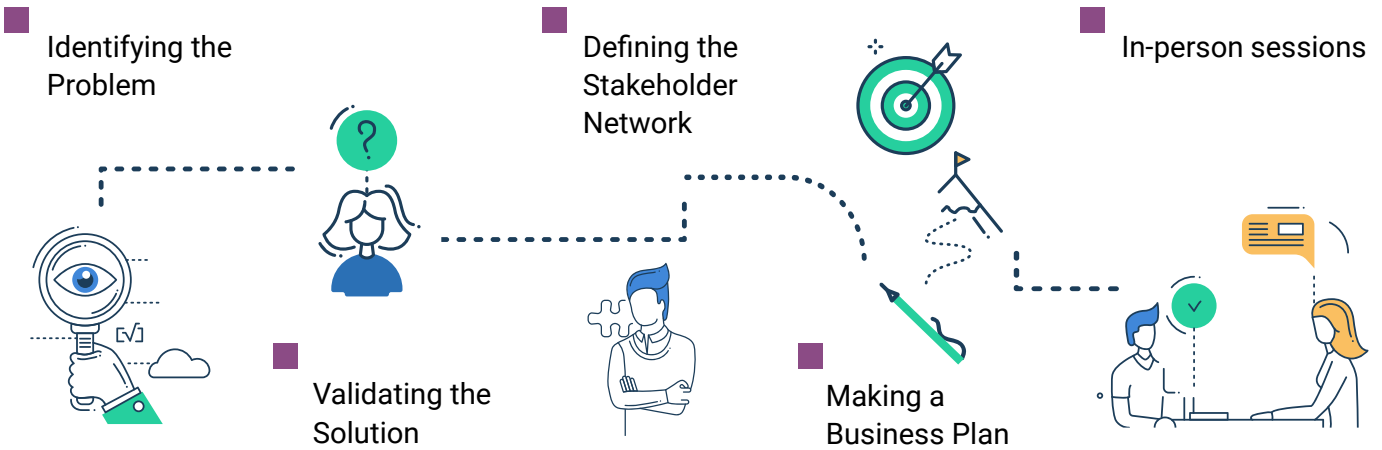 Identifying the
Problem
Validating the
Solution
Defining the
Stakeholder
Network
Making a
Business Plan
In-person sessions